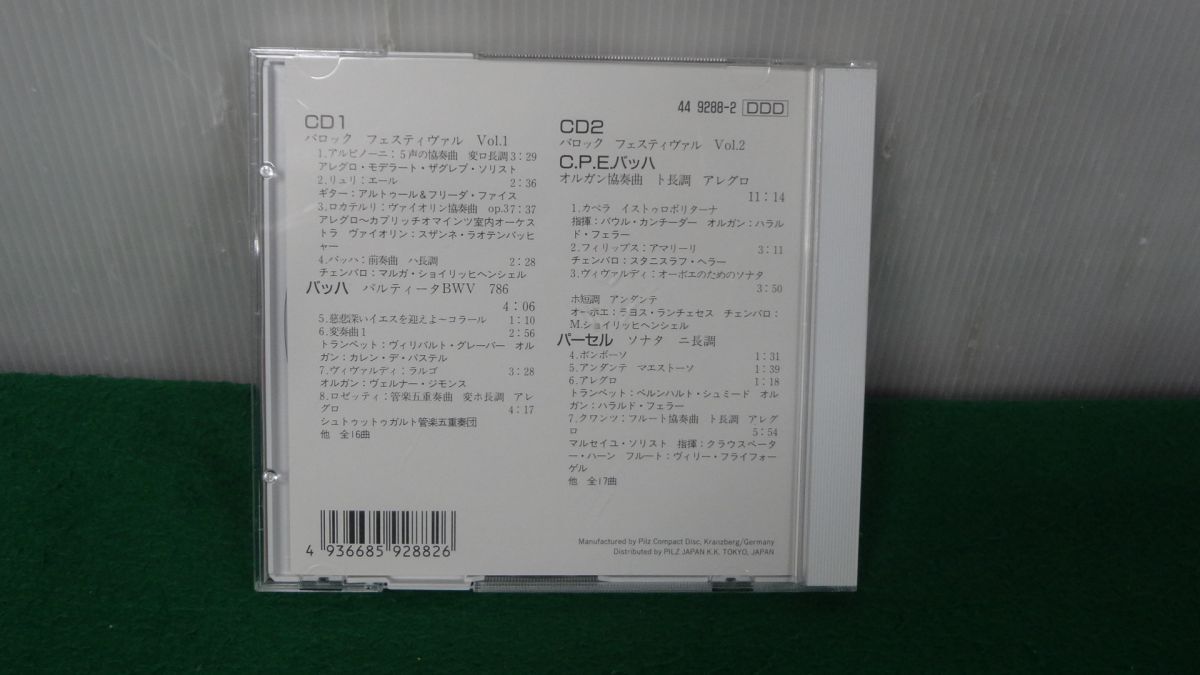 44 9288-2 DDD
CD1
バロック フェスティヴァル Vol.1
1.アルビノーニ：5声の協奏曲 変ロ長調3：29
アレグロ・モデラート・ザグレブ・ソリスト
2.リュリ：エール 2：36
ギター：アルトゥール&フリーダ・ファイス
3.ロカテルリ：ヴァイオリン協奏曲 op.37：37
アレグロ〜カプリッチオマインツ室内オーケス
トラ ヴァイオリン：スザンネ・ラオテンバッヒ
ャー
4.バッハ：前奏曲 ハ長調 2：28
チェンバロ：マルガ・ショイリッヒヘンシェル
バッハ パルティータBWV 786
4：06
5.慈悲深いイエスを迎えよ〜コラール 1：10
6.変奏曲1 2：56
トランペット：ヴィリバルト・グレーバー オル
ガン：カレン・デ・パステル
7.ヴィヴァルディ：ラルゴ 3：28
オルガン：ヴェルナー・ジモンス
8.ロゼッティ：管楽五重奏曲 変ホ長調 アレ
グロ 4：17
シュトゥットゥガルト管楽五重奏団
他 全16曲
CD2
バロック フェスティヴァル Vol.2
C.P.E.バッハ
オルガン協奏曲 ト長調 アレグロ
11：14
1.カペラ イストゥロポリターナ
指揮：パウル・カンチーダー オルガン：ハラル
ド・フェラー
2.フィリップス：アマリーリ 3：11
チェンバロ：スタニスラフ・ヘラー
3.ヴィヴァルディ：オーボエのためのソナタ
3：50
ホ短調 アンダンテ
オーボエ：ラヨス・ランチェセス チェンバロ：
M.ショイリッヒヘンシェル
パーセル ソナタ ニ長調
4.ポンポーソ 1：31
5.アンダンテ マエストーソ 1：39
6.アレグロ 1：18
トランペット：ベルンハルト・シュミード オル
ガン：ハラルド・フェラー
7.クワンツ：フルート協奏曲 ト長調 アレグ
ロ 5：54
マルセイユ・ソリスト 指揮：クラウスペータ
ー・ハーン フルート：ヴィリー・フライフォー
ゲル
他 全17曲
4 936685 928826
Manufactured by Pilz Compact Disc, Kranzberg/Germany
Distributed by PILZ JAPAN K.K. TOKYO, JAPAN